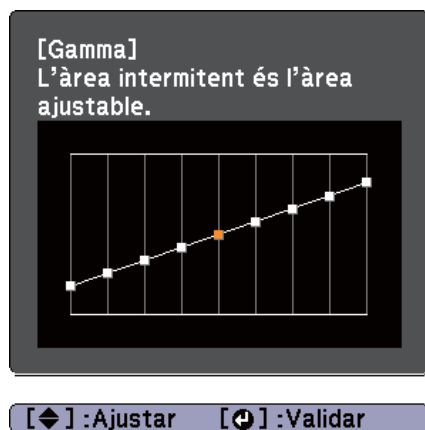 [Gamma]
L'àrea intermitent és l'àrea
ajustable.
[◆] :Ajustar [↵] :Validar